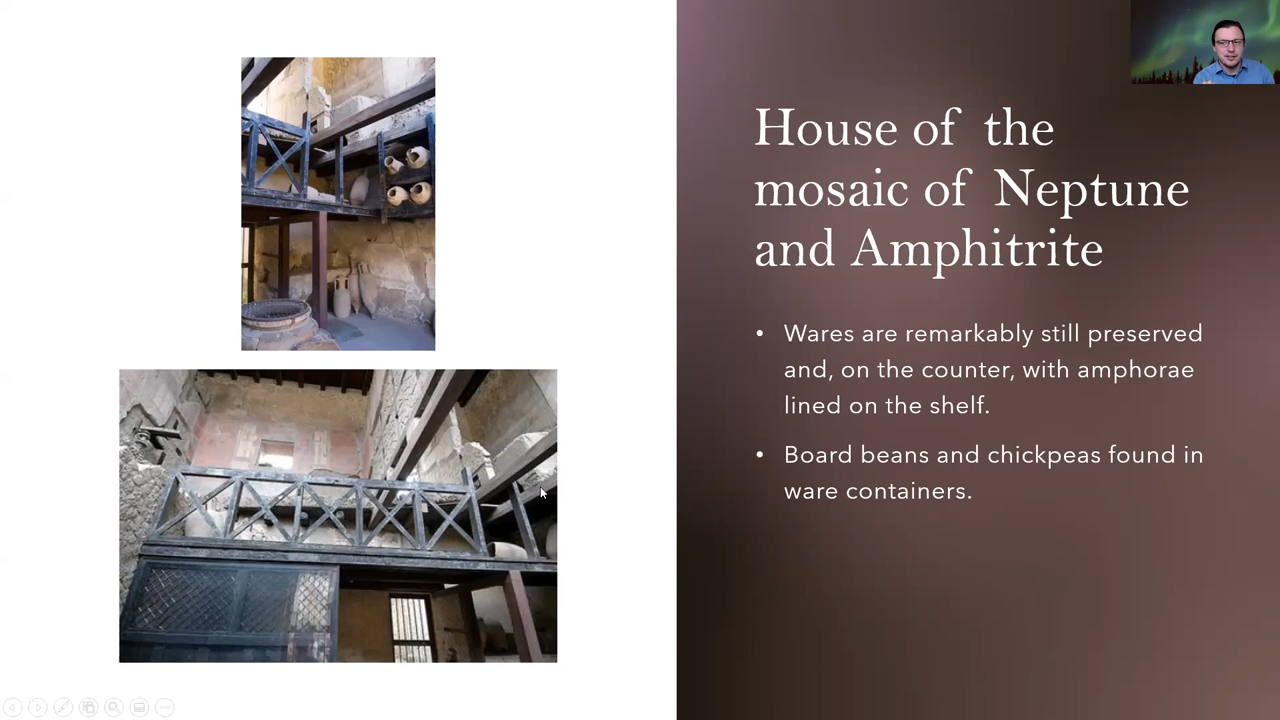 House of the
mosaic of Neptune
and Amphitrite
• Wares are remarkably still preserved
and, on the counter, with amphorae
lined on the shelf.
• Board beans and chickpeas found in
ware containers.